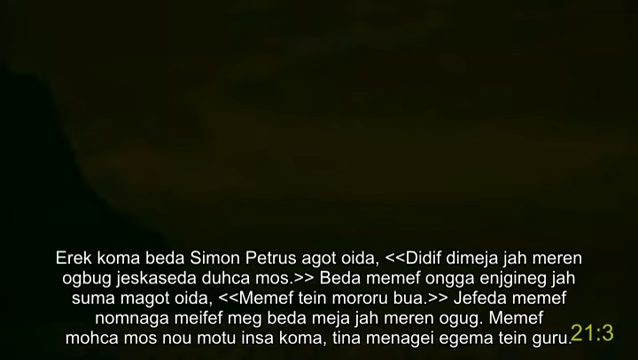 Erek koma beda Simon Petrus agot oida, <<Didif dimeja jah meren
ogbug jeskaseda duhca mos.>> Beda memef ongga enjgineg jah
suma magot oida, <<Memef tein mororu bua.>> Jefeda memef
nomnaga meifef meg beda meja jah meren ogug. Memef
mohca mos nou motu insa koma, tina menagei egema tein guru.
21:3